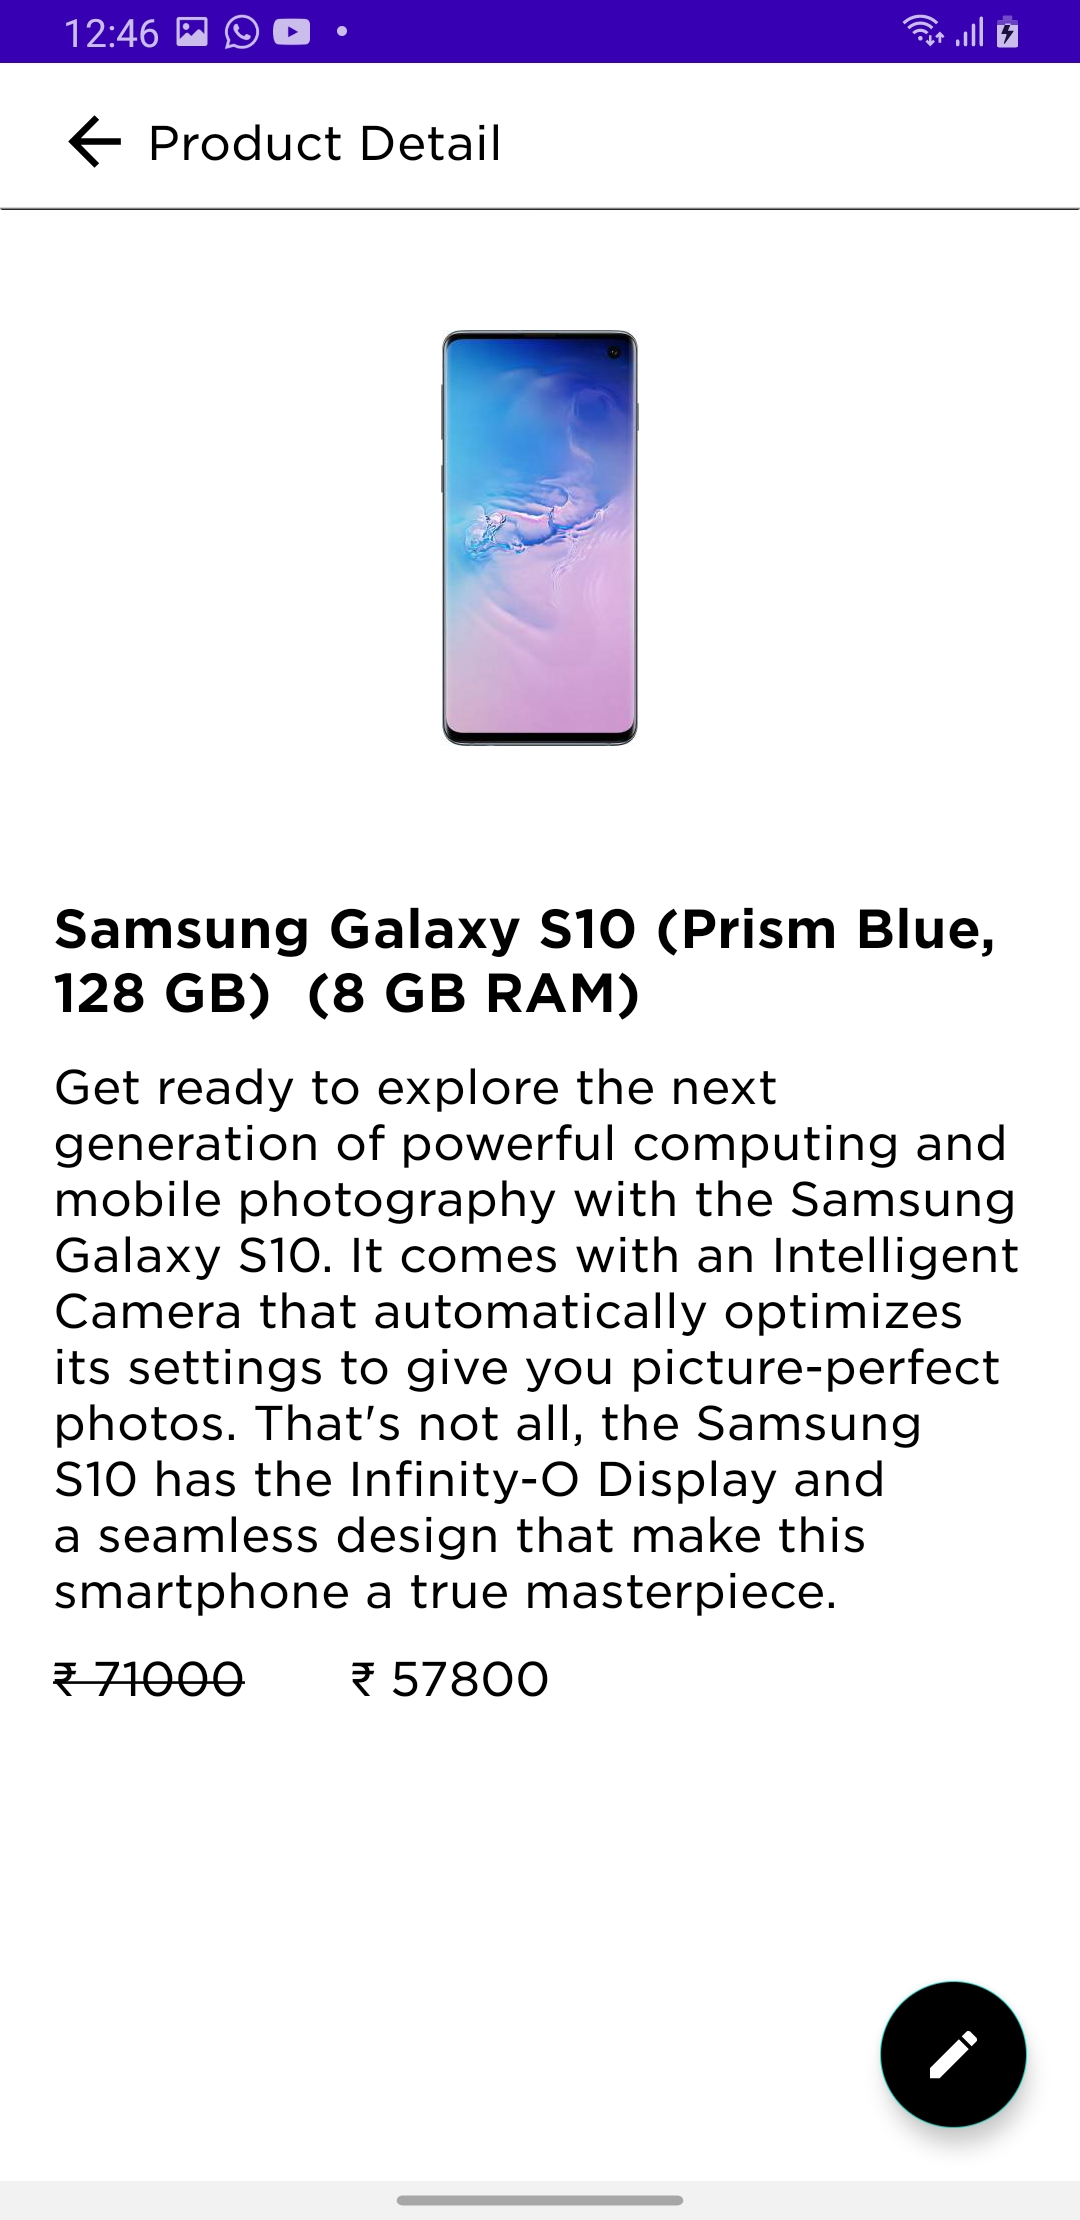 12:46
Product Detail
Samsung Galaxy S10 (Prism Blue,
128 GB)  (8 GB RAM)
Get ready to explore the next
generation of powerful computing and
mobile photography with the Samsung
Galaxy S10. It comes with an Intelligent
Camera that automatically optimizes
its settings to give you picture-perfect
photos. That's not all, the Samsung
S10 has the Infinity-O Display and
a seamless design that make this
smartphone a true masterpiece.
₹ 71000 ₹ 57800